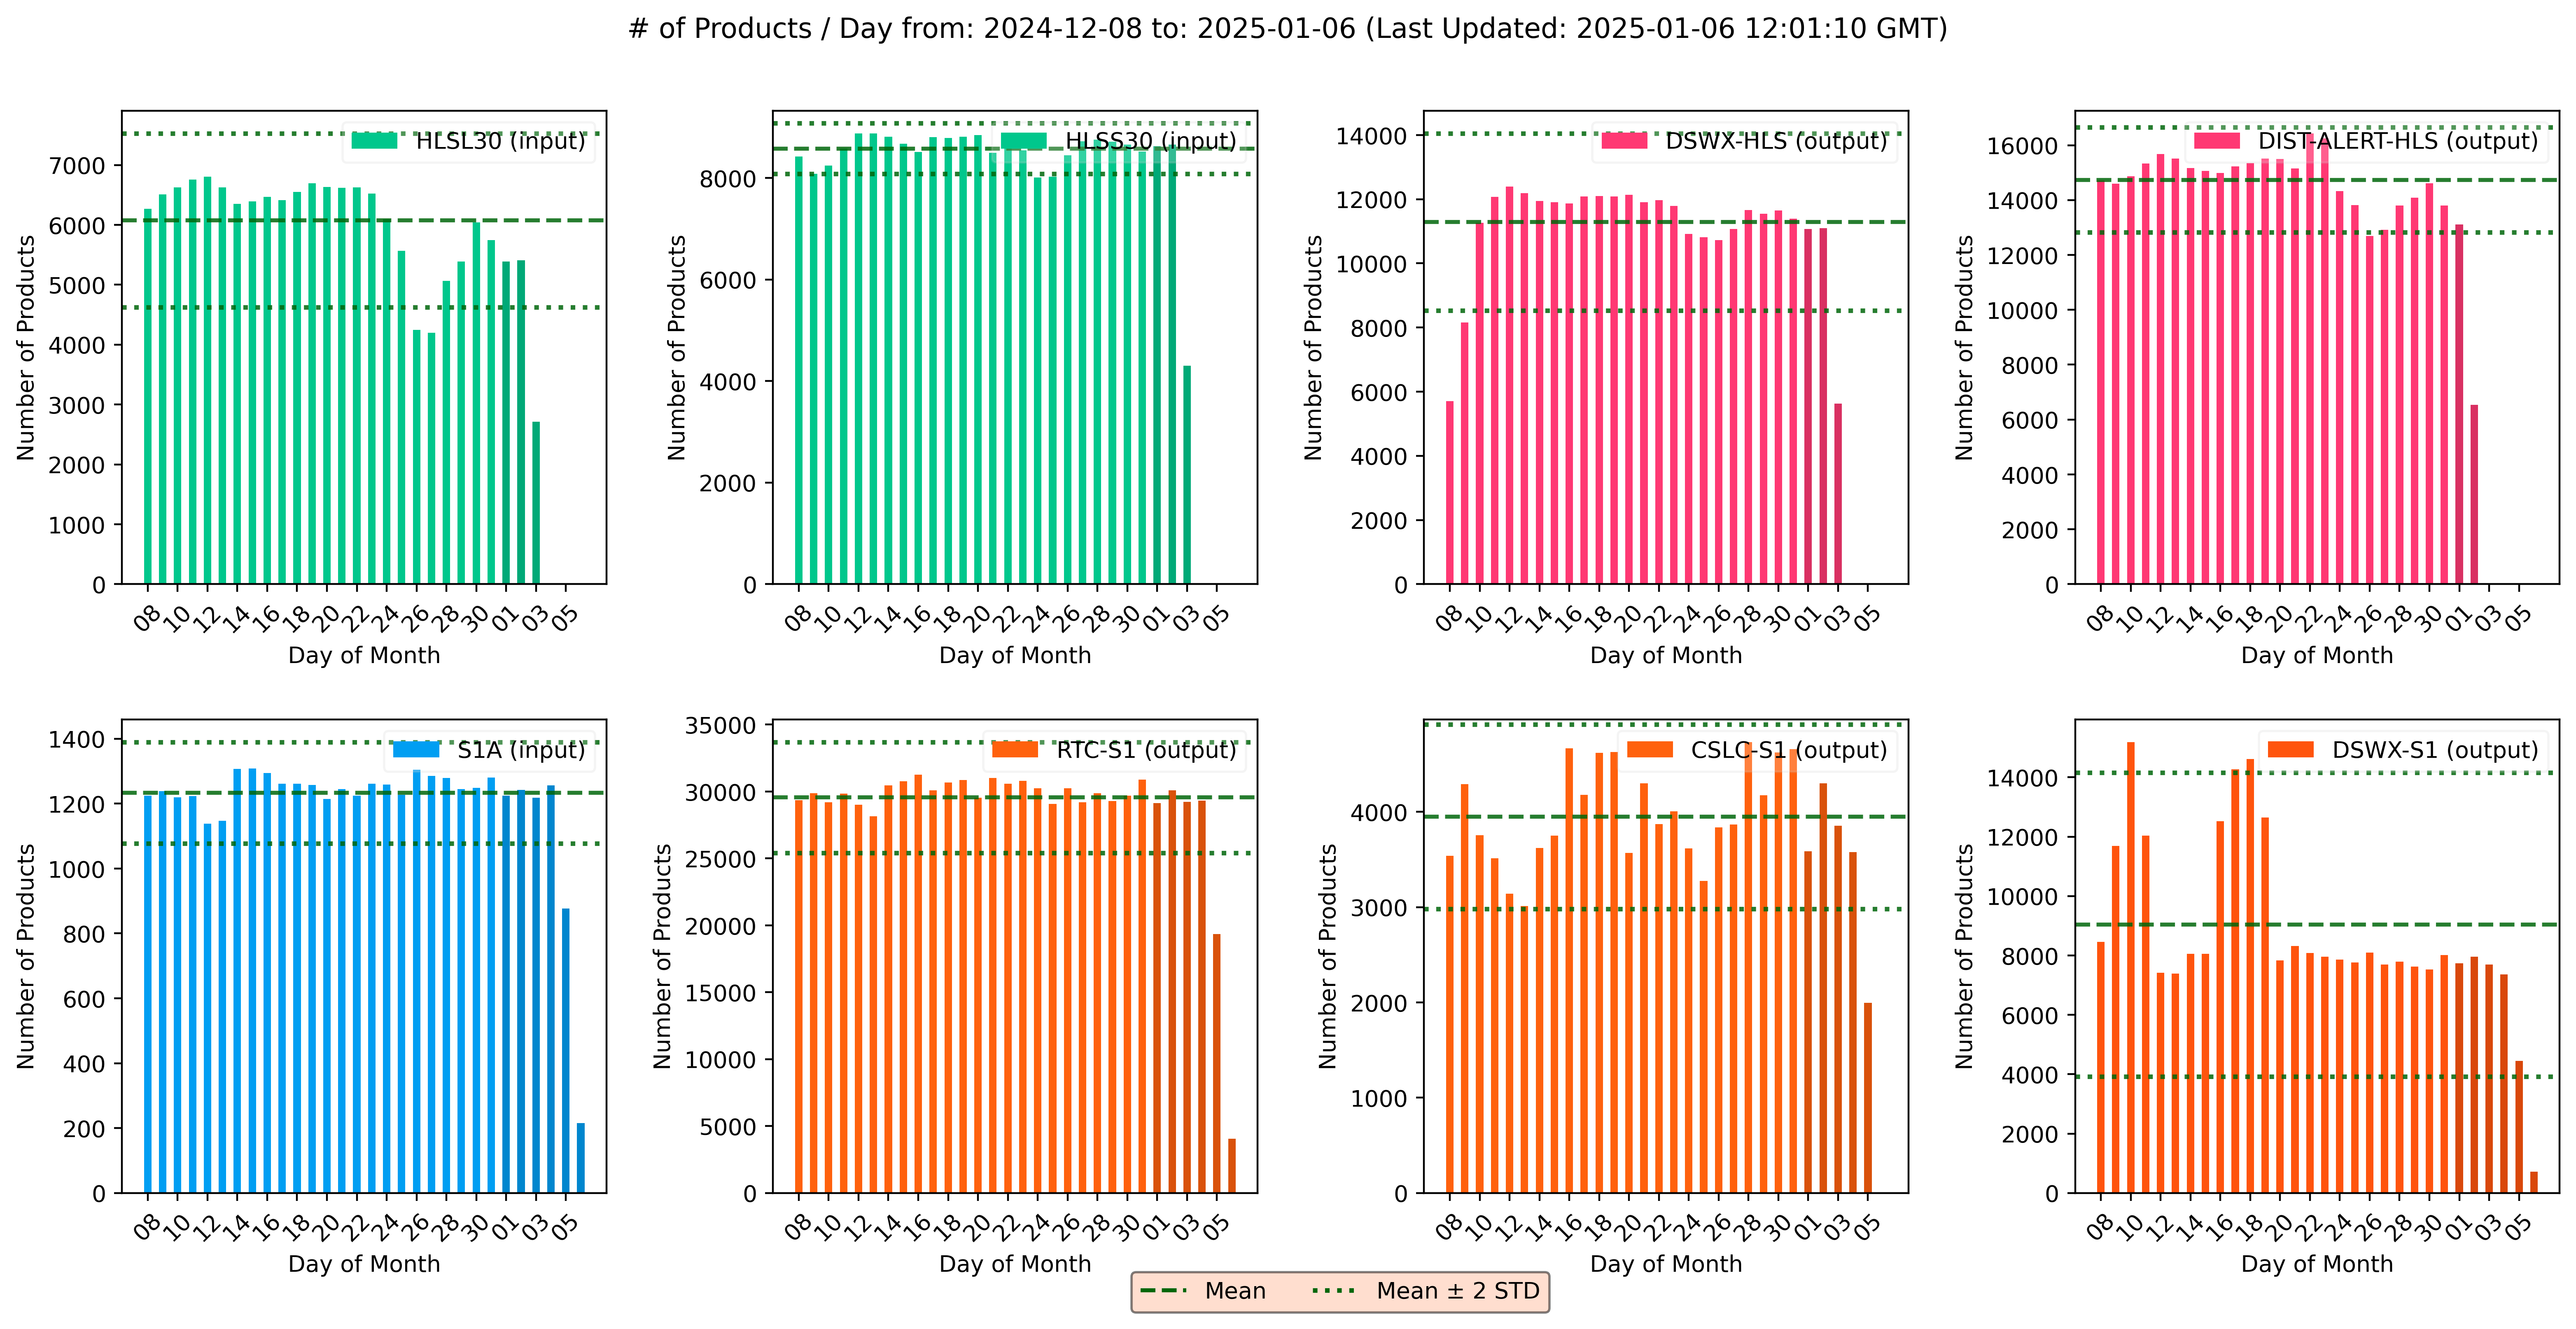 # of Products / Day from: 2024-12-08 to: 2025-01-06 (Last Updated: 2025-01-06 12:01:10 GMT)
HLSL30 (input)
Number of Products
7000
6000
5000
4000
3000
2000
1000
0
08 10 12 14 16 18 20 22 24 26 28 30 01 03 05
Day of Month
HLSS30 (input)
Number of Products
8000
6000
4000
2000
0
08 10 12 14 16 18 20 22 24 26 28 30 01 03 05
Day of Month
DSWX-HLS (output)
Number of Products
14000
12000
10000
8000
6000
4000
2000
0
08 10 12 14 16 18 20 22 24 26 28 30 01 03 05
Day of Month
DIST-ALERT-HLS (output)
Number of Products
16000
14000
12000
10000
8000
6000
4000
2000
0
08 10 12 14 16 18 20 22 24 26 28 30 01 03 05
Day of Month
S1A (input)
Number of Products
1400
1200
1000
800
600
400
200
0
08 10 12 14 16 18 20 22 24 26 28 30 01 03 05
Day of Month
RTC-S1 (output)
Number of Products
35000
30000
25000
20000
15000
10000
5000
0
08 10 12 14 16 18 20 22 24 26 28 30 01 03 05
Day of Month
CSLC-S1 (output)
Number of Products
4000
3000
2000
1000
0
08 10 12 14 16 18 20 22 24 26 28 30 01 03 05
Day of Month
DSWX-S1 (output)
Number of Products
14000
12000
10000
8000
6000
4000
2000
0
08 10 12 14 16 18 20 22 24 26 28 30 01 03 05
Day of Month
Mean Mean ± 2 STD